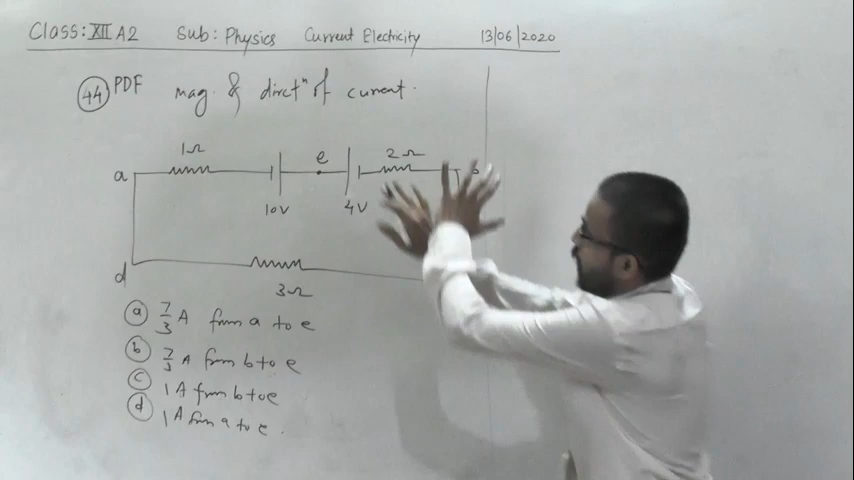 CLASS: XII A2 Sub: Physics Current Electricity 13/06/2020
44 PDF mag. & direct^n of current.
1Ω e 2Ω
a
10V 4V
d
3Ω
a 7/3 A from a to e
b 7/3 A from b to e
c 1A from b to e
d 1A from a to e.